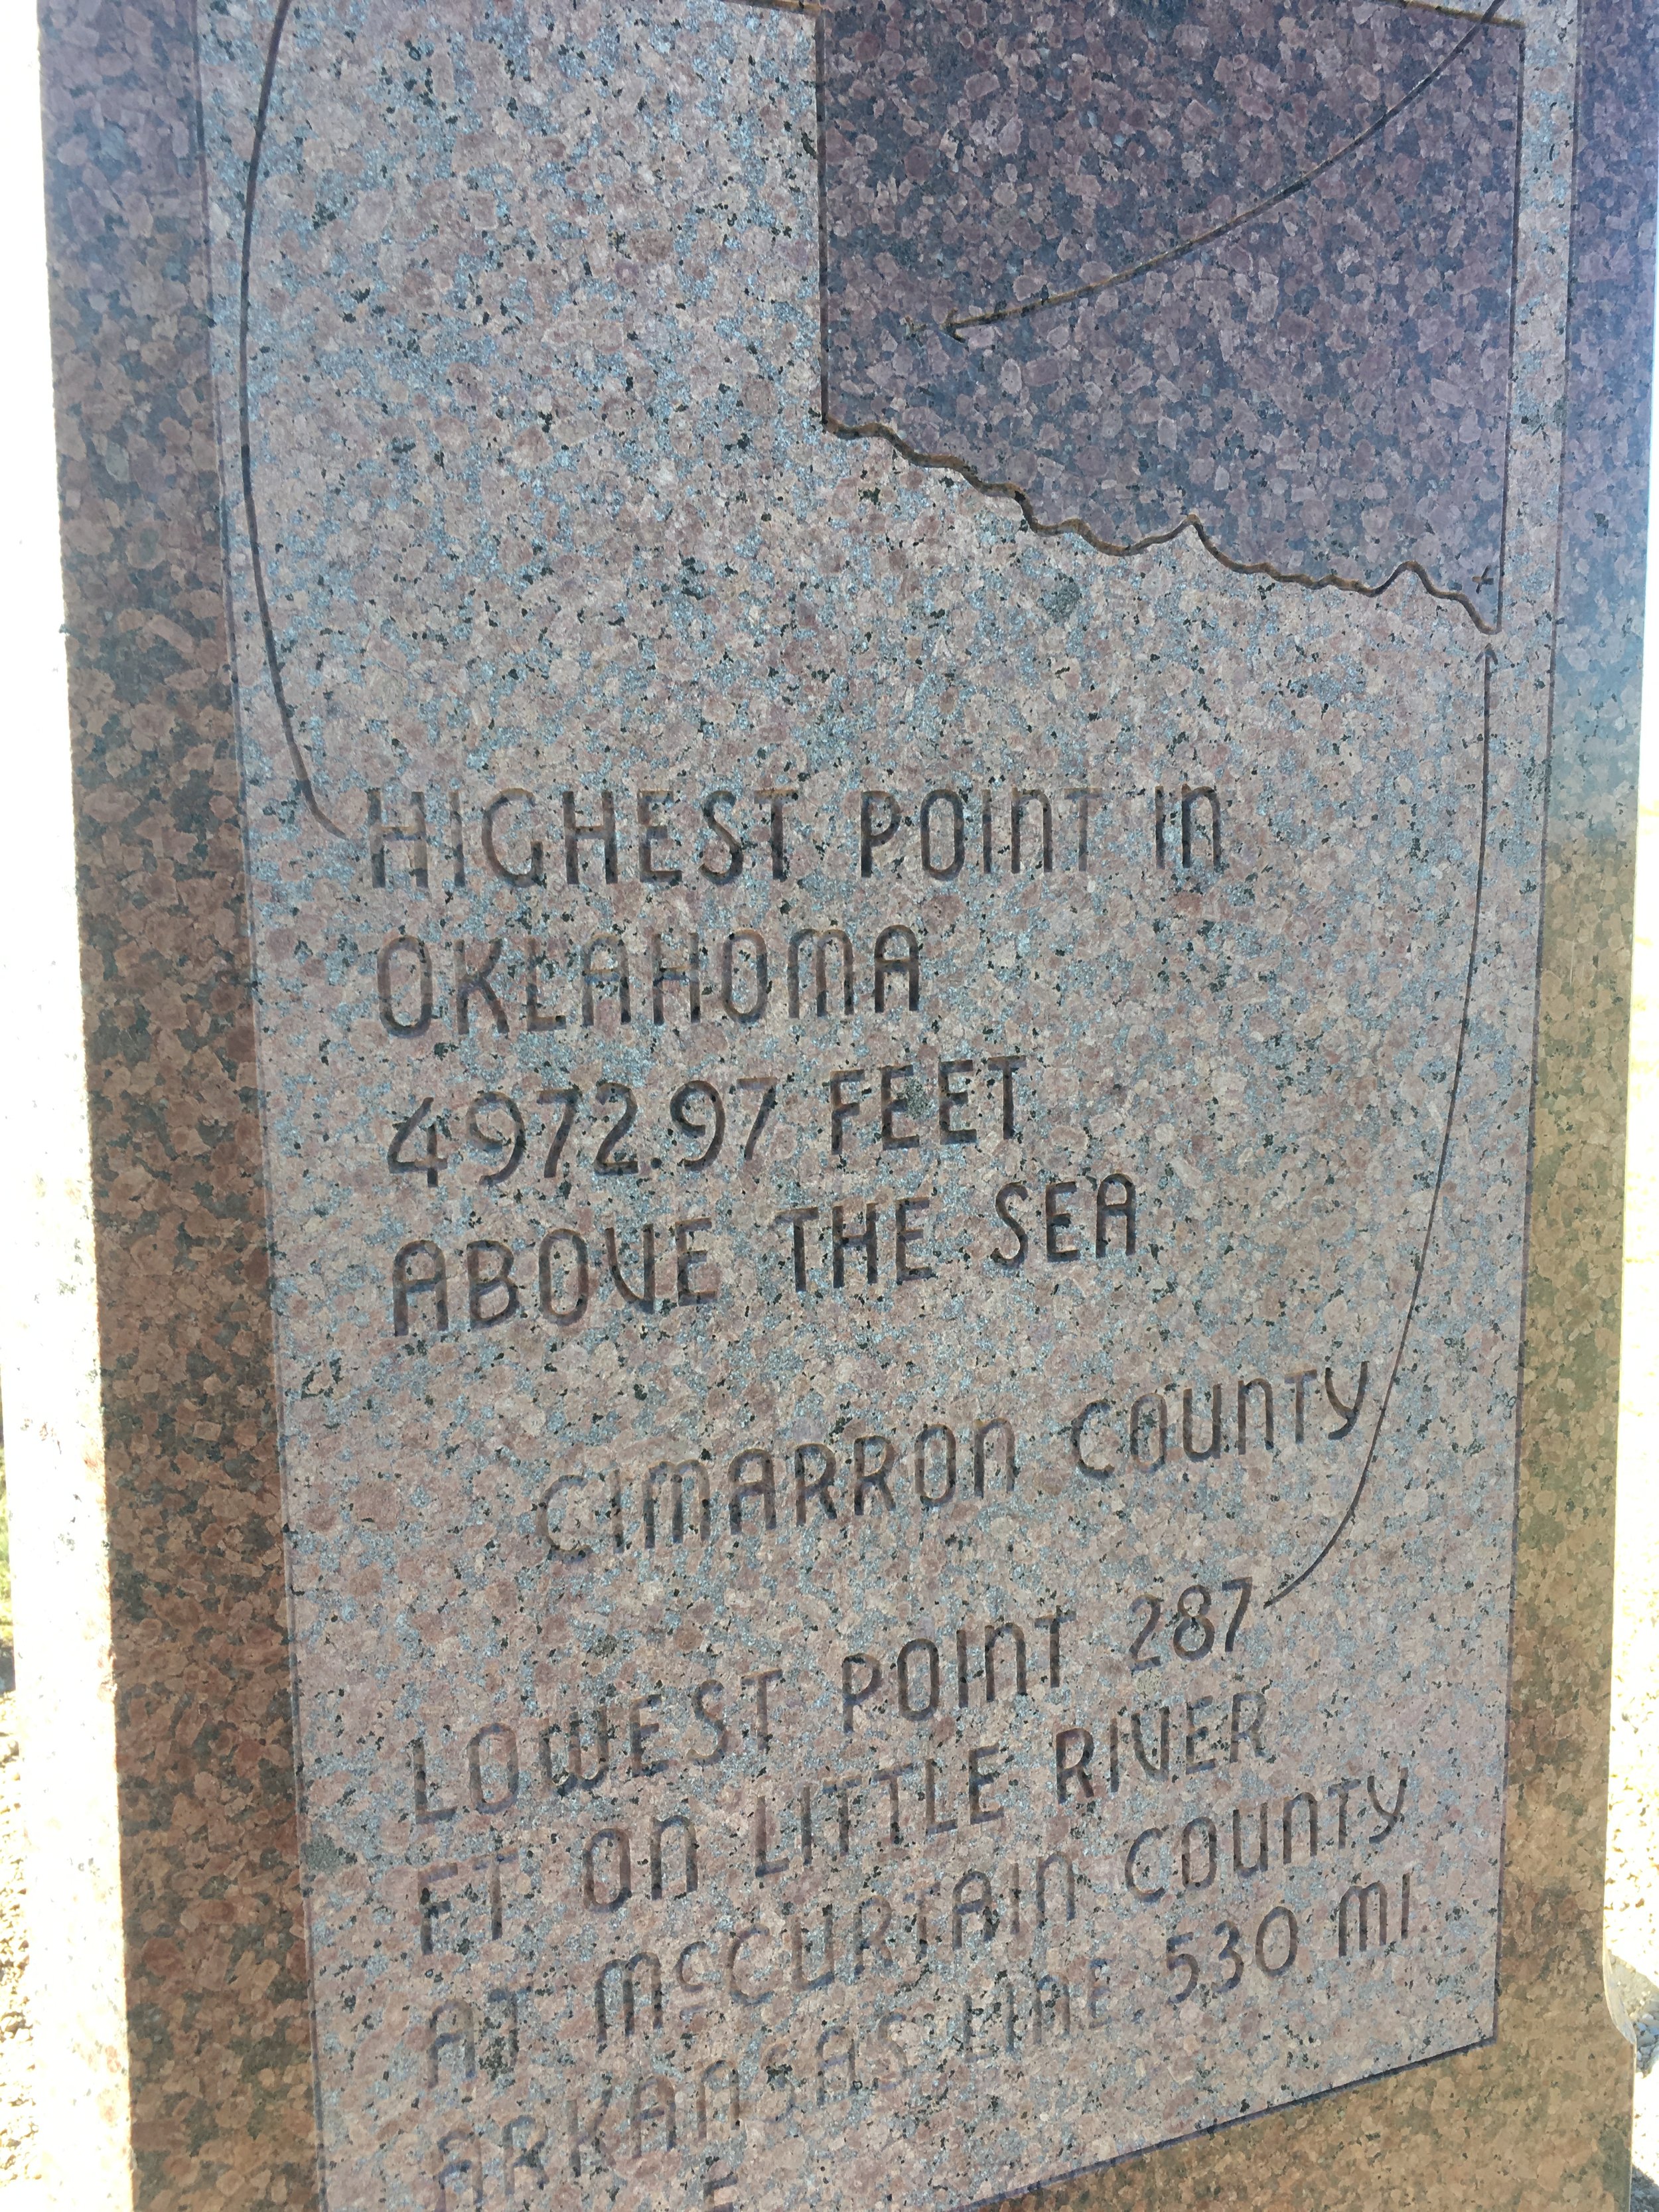 HIGHEST POINT IN
OKLAHOMA
4972.97 FEET
ABOVE THE SEA
CIMARRON COUNTY
LOWEST POINT 287
FT ON LITTLE RIVER
AT McCURTAIN COUNTY
ARKANSAS LINE. 530 MI.